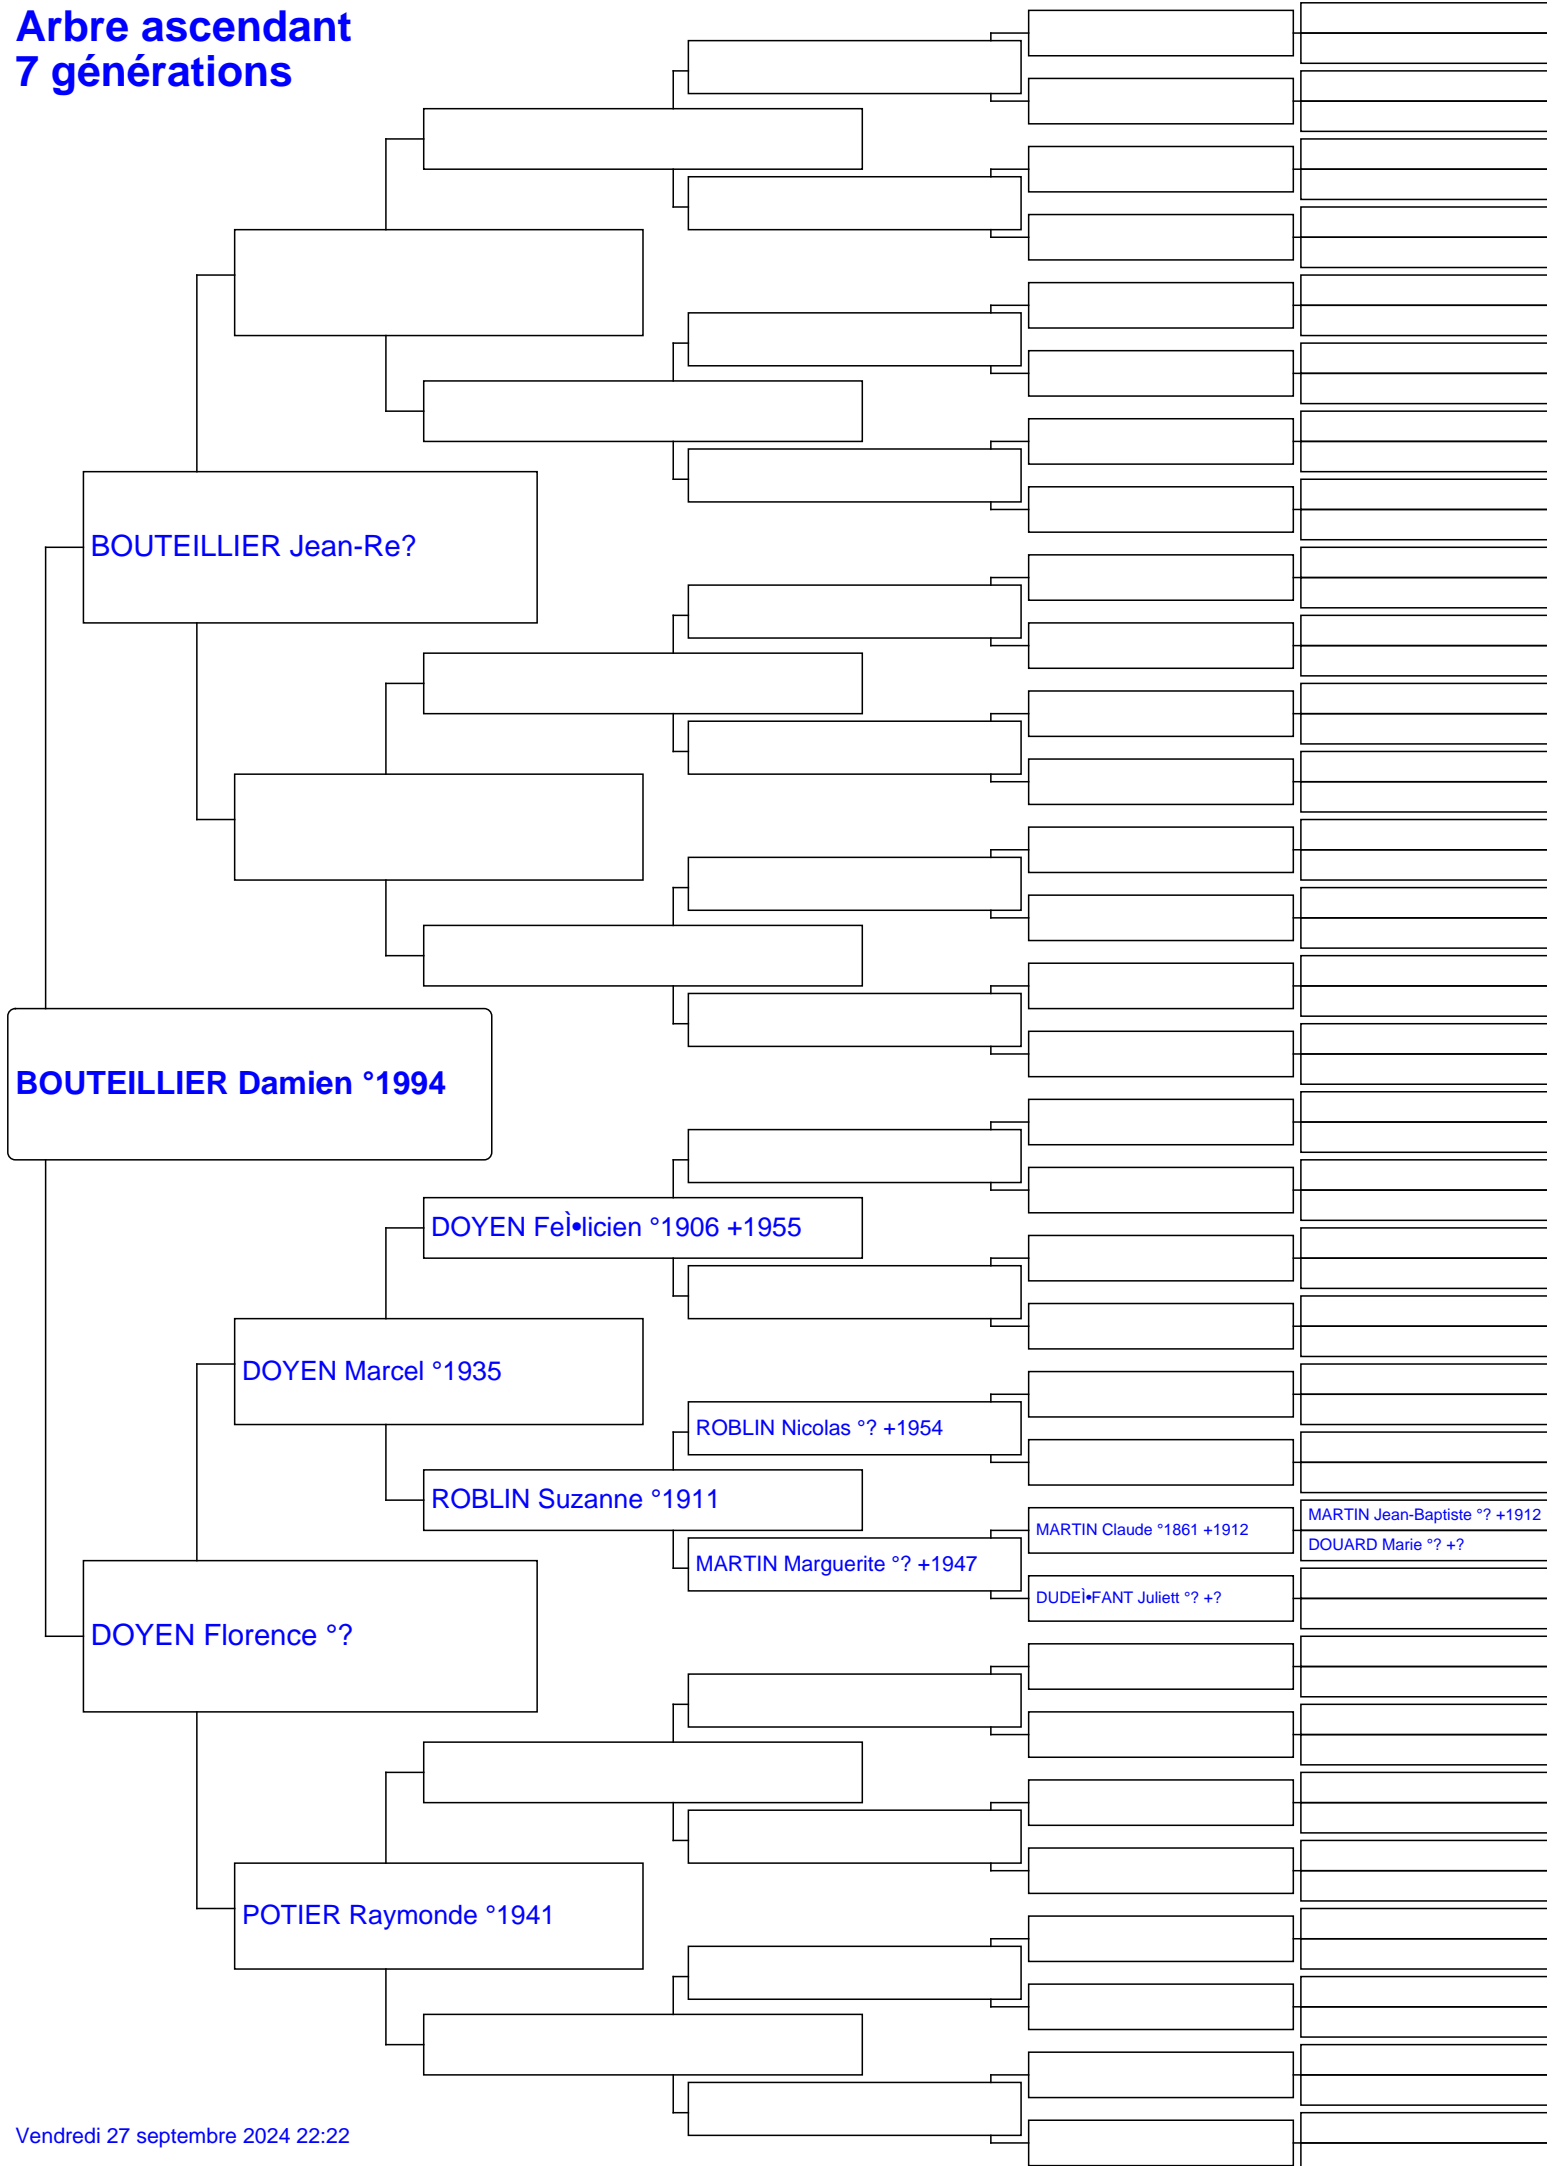 Arbre ascendant
7 générations
BOUTEILLIER Jean-Re?
BOUTEILLIER Damien °1994
DOYEN FeÌ•licien °1906 +1955
DOYEN Marcel °1935
ROBLIN Nicolas °? +1954
ROBLIN Suzanne °1911
MARTIN Jean-Baptiste °? +1912
MARTIN Claude °1861 +1912
DOUARD Marie °? +?
MARTIN Marguerite °? +1947
DUDEÌ•FANT Juliett °? +?
DOYEN Florence °?
POTIER Raymonde °1941
Vendredi 27 septembre 2024 22:22